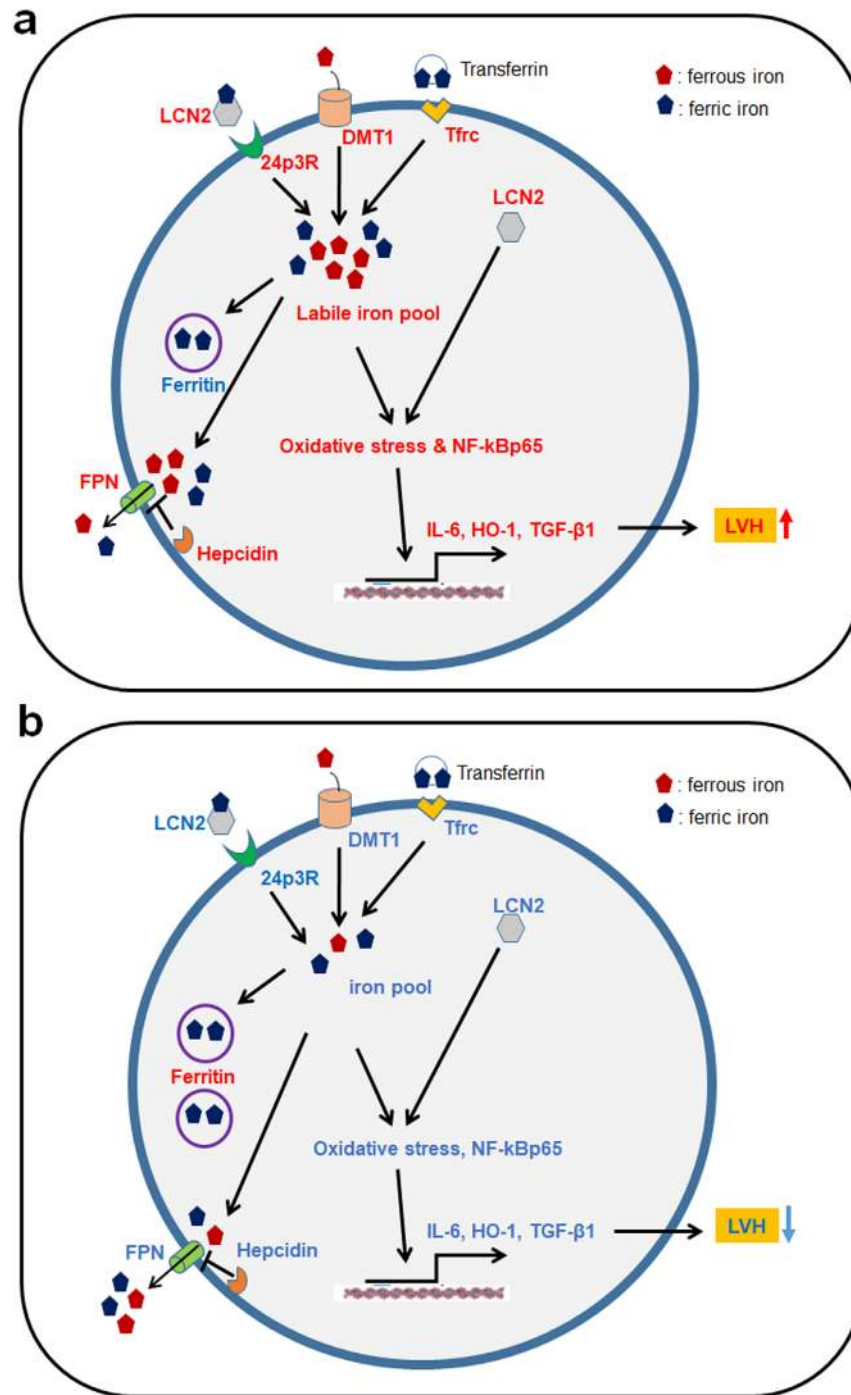 a
Transferrin
: ferrous iron
: ferric iron
LCN2
DMT1
Tfrc
24p3R
LCN2
Labile iron pool
Ferritin
Oxidative stress & NF-kBp65
FPN
IL-6, HO-1, TGF-β1
LVH
Hepcidin
b
Transferrin
: ferrous iron
: ferric iron
LCN2
DMT1
Tfrc
24p3R
LCN2
iron pool
Ferritin
Oxidative stress, NF-kBp65
FPN
Hepcidin
IL-6, HO-1, TGF-β1
LVH